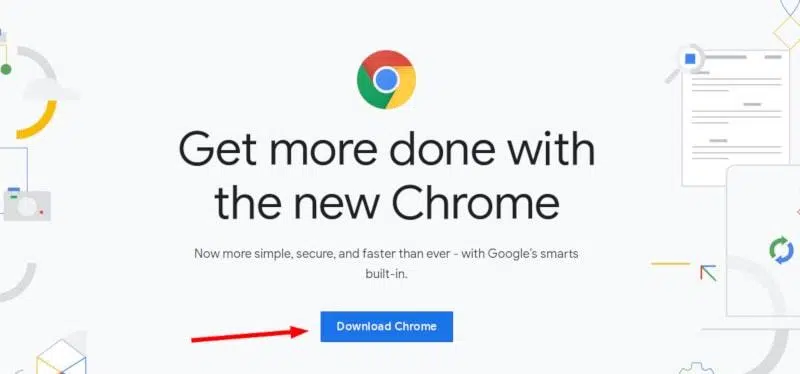 Get more done with
the new Chrome
Now more simple, secure, and faster than ever - with Google's smarts
built-in.
Download Chrome